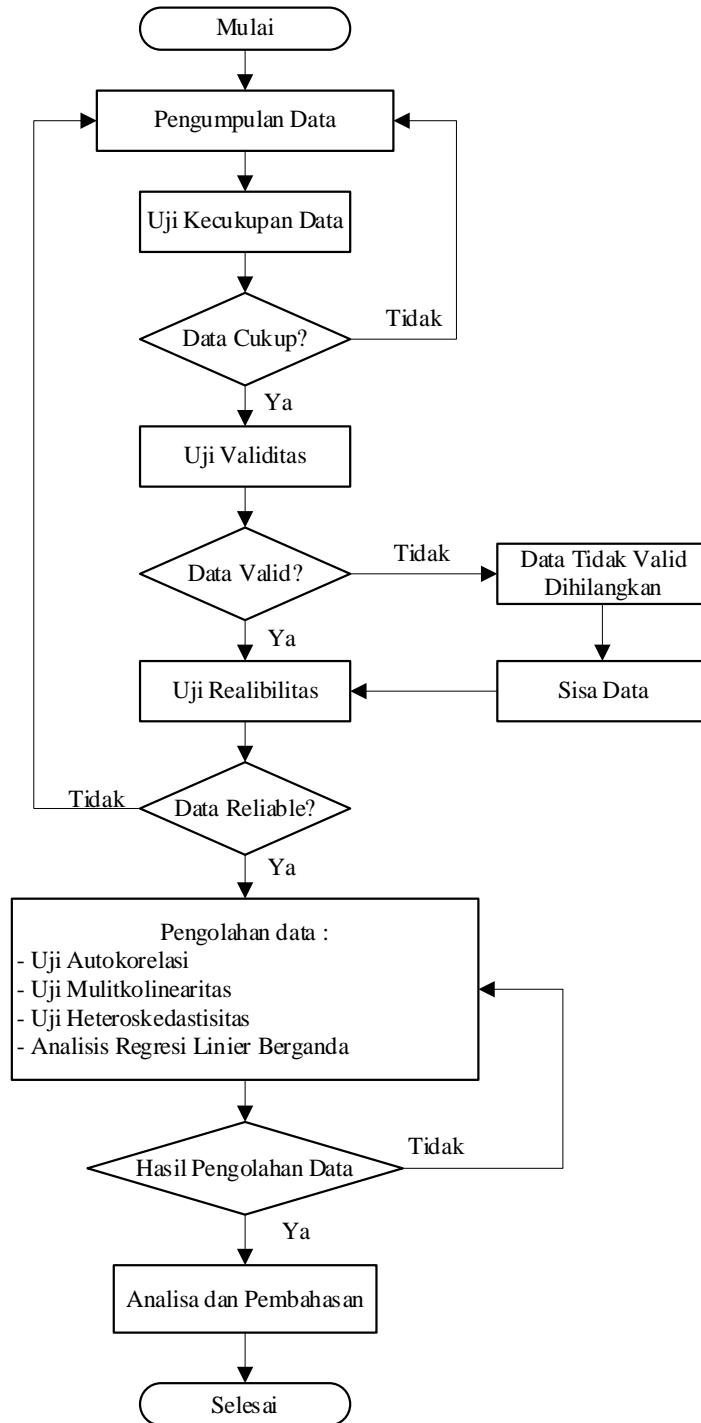 Mulai
Pengumpulan Data
Uji Kecukupan Data
Data Cukup?
Tidak
Ya
Uji Validitas
Data Valid?
Tidak
Data Tidak Valid
Dihilangkan
Ya
Uji Realibilitas
Sisa Data
Tidak
Data Reliable?
Ya
Pengolahan data :
- Uji Autokorelasi
- Uji Mulitkolinearitas
- Uji Heteroskedastisitas
- Analisis Regresi Linier Berganda
Hasil Pengolahan Data
Tidak
Ya
Analisa dan Pembahasan
Selesai